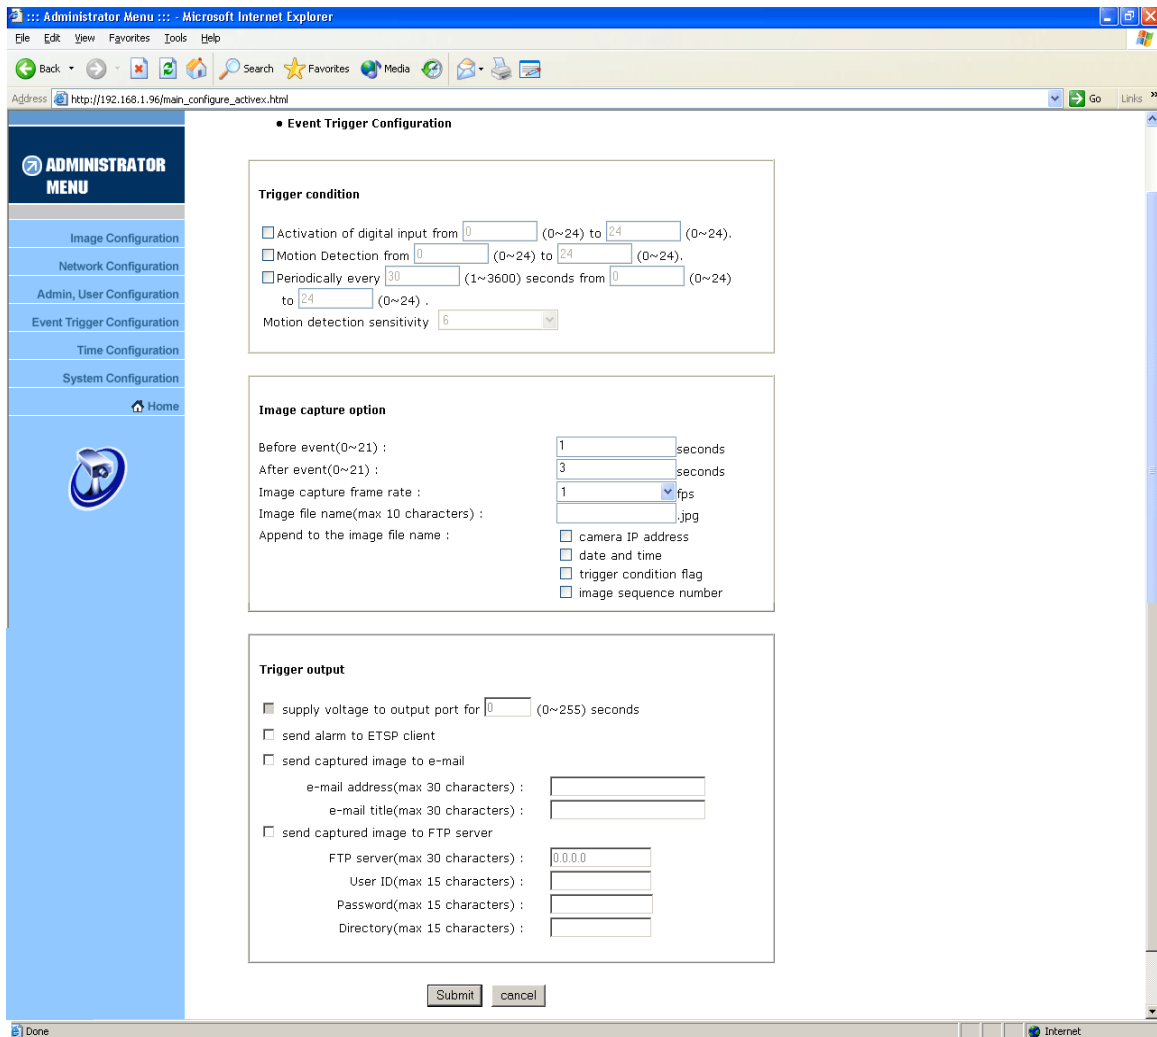 ::: Administrator Menu ::: - Microsoft Internet Explorer
File Edit View Favorites Tools Help
Back Search Favorites Media
Address http://192.168.1.96/main_configure_activex.html Go Links »
• Event Trigger Configuration
ADMINISTRATOR
MENU
Image Configuration
Network Configuration
Admin, User Configuration
Event Trigger Configuration
Time Configuration
System Configuration
Home
Trigger condition
Activation of digital input from 0 (0~24) to 24 (0~24).
Motion Detection from 0 (0~24) to 24 (0~24).
Periodically every 30 (1~3600) seconds from 0 (0~24)
to 24 (0~24) .
Motion detection sensitivity 6
Image capture option
Before event(0~21) : 1 seconds
After event(0~21) : 3 seconds
Image capture frame rate : 1 fps
Image file name(max 10 characters) : .jpg
Append to the image file name : camera IP address
date and time
trigger condition flag
image sequence number
Trigger output
supply voltage to output port for 0 (0~255) seconds
send alarm to ETSP client
send captured image to e-mail
e-mail address(max 30 characters) :
e-mail title(max 30 characters) :
send captured image to FTP server
FTP server(max 30 characters) : 0.0.0.0
User ID(max 15 characters) :
Password(max 15 characters) :
Directory(max 15 characters) :
Submit cancel
Done Internet